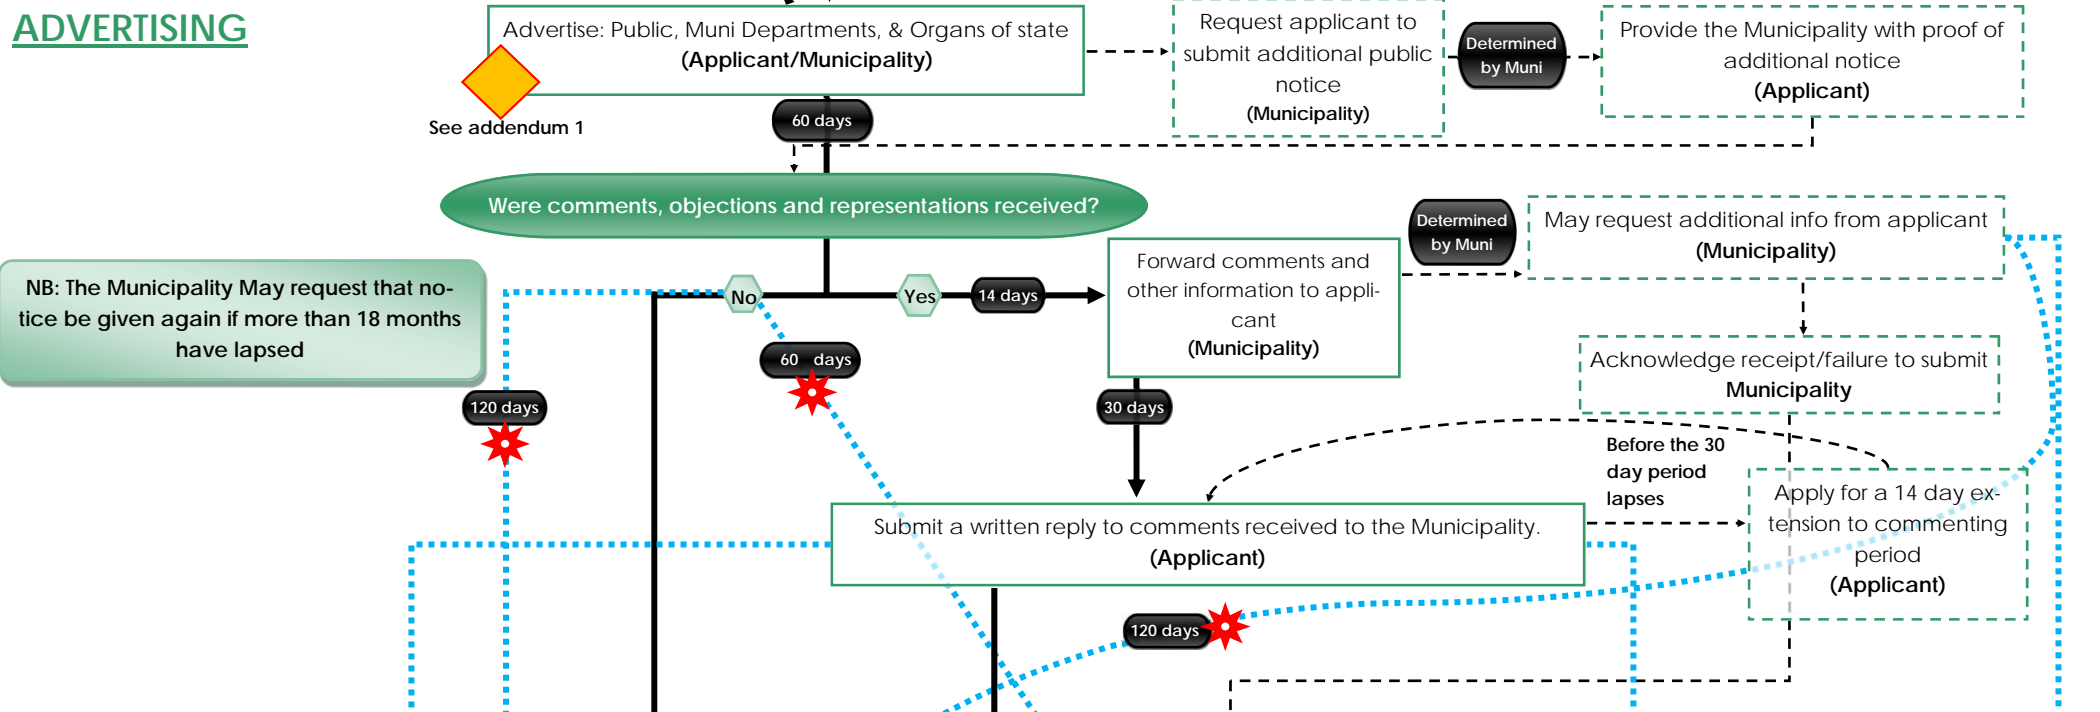 ADVERTISING
Advertise: Public, Muni Departments, & Organs of state
(Applicant/Municipality)
See addendum 1
Request applicant to
submit additional public
notice
(Municipality)
Determined
by Muni
Provide the Municipality with proof of
additional notice
(Applicant)
60 days
Were comments, objections and representations received?
NB: The Municipality May request that no-
tice be given again if more than 18 months
have lapsed
No
Yes
14 days
Forward comments and
other information to appli-
cant
(Municipality)
Determined
by Muni
May request additional info from applicant
(Municipality)
Acknowledge receipt/failure to submit
Municipality
60 days
120 days
30 days
Before the 30
day period
lapses
Apply for a 14 day ex-
tension to commenting
period
(Applicant)
Submit a written reply to comments received to the Municipality.
(Applicant)
120 days